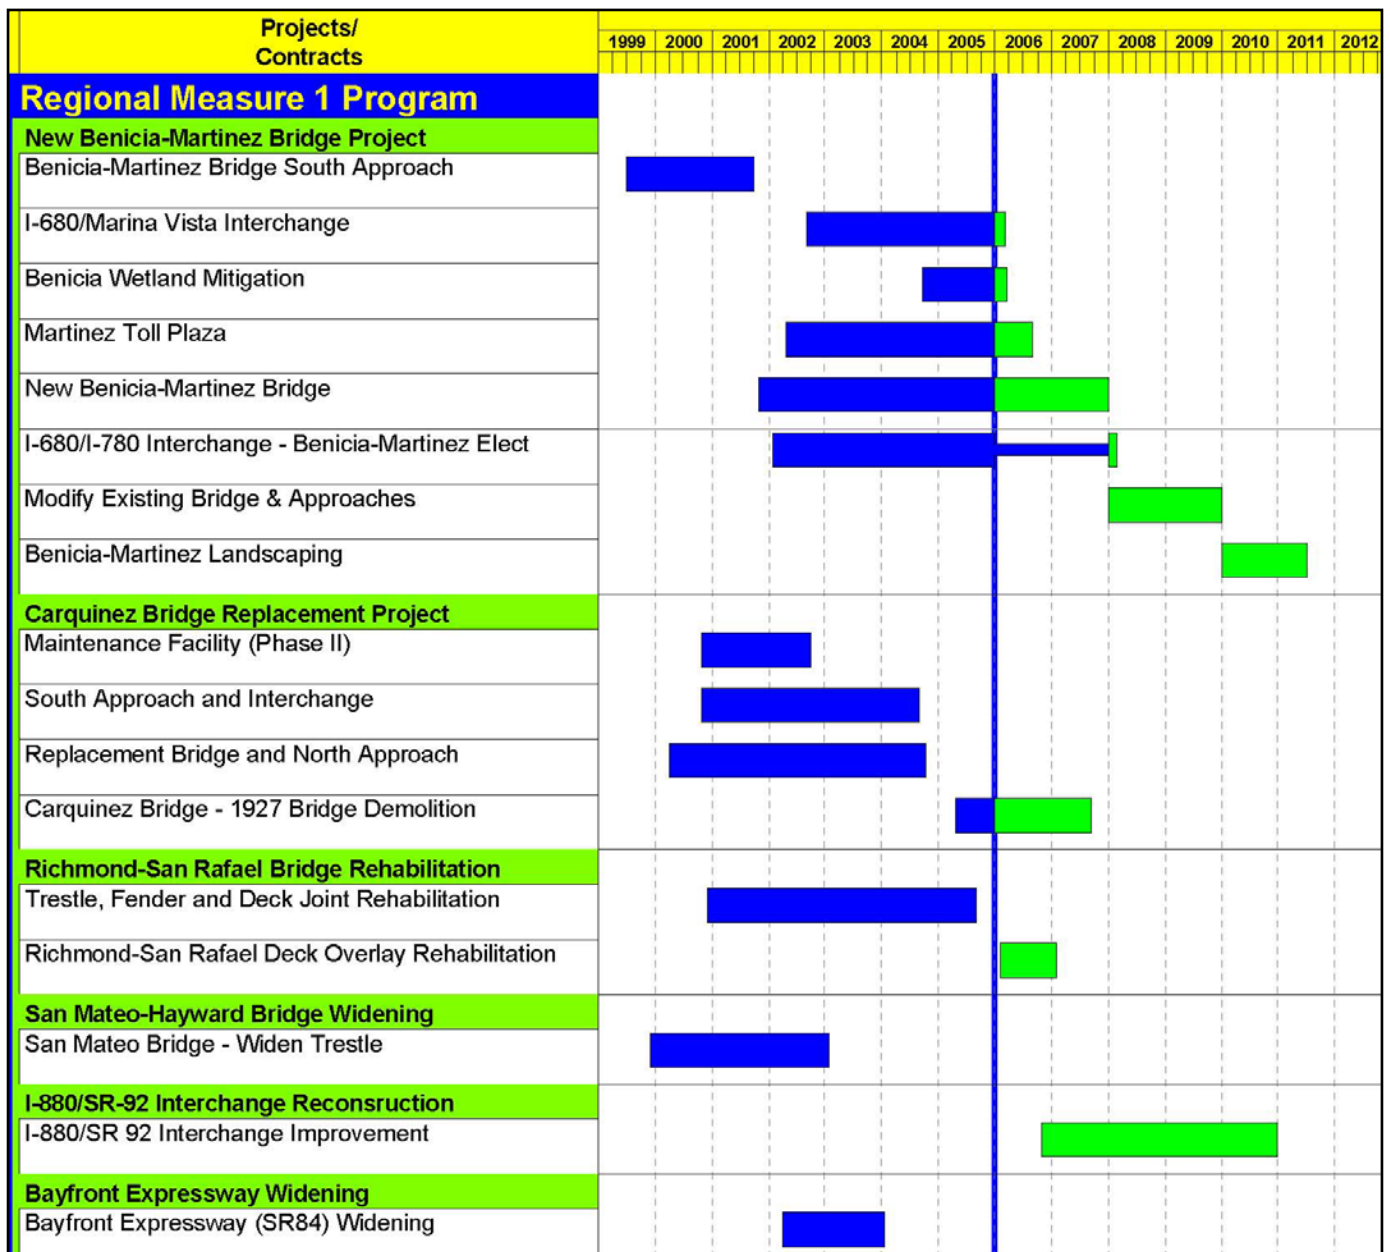 Projects/
Contracts
1999 2000 2001 2002 2003 2004 2005 2006 2007 2008 2009 2010 2011 2012
Regional Measure 1 Program
New Benicia-Martinez Bridge Project
Benicia-Martinez Bridge South Approach
I-680/Marina Vista Interchange
Benicia Wetland Mitigation
Martinez Toll Plaza
New Benicia-Martinez Bridge
I-680/I-780 Interchange - Benicia-Martinez Elect
Modify Existing Bridge & Approaches
Benicia-Martinez Landscaping
Carquinez Bridge Replacement Project
Maintenance Facility (Phase II)
South Approach and Interchange
Replacement Bridge and North Approach
Carquinez Bridge - 1927 Bridge Demolition
Richmond-San Rafael Bridge Rehabilitation
Trestle, Fender and Deck Joint Rehabilitation
Richmond-San Rafael Deck Overlay Rehabilitation
San Mateo-Hayward Bridge Widening
San Mateo Bridge - Widen Trestle
I-880/SR-92 Interchange Reconsruction
I-880/SR 92 Interchange Improvement
Bayfront Expressway Widening
Bayfront Expressway (SR84) Widening